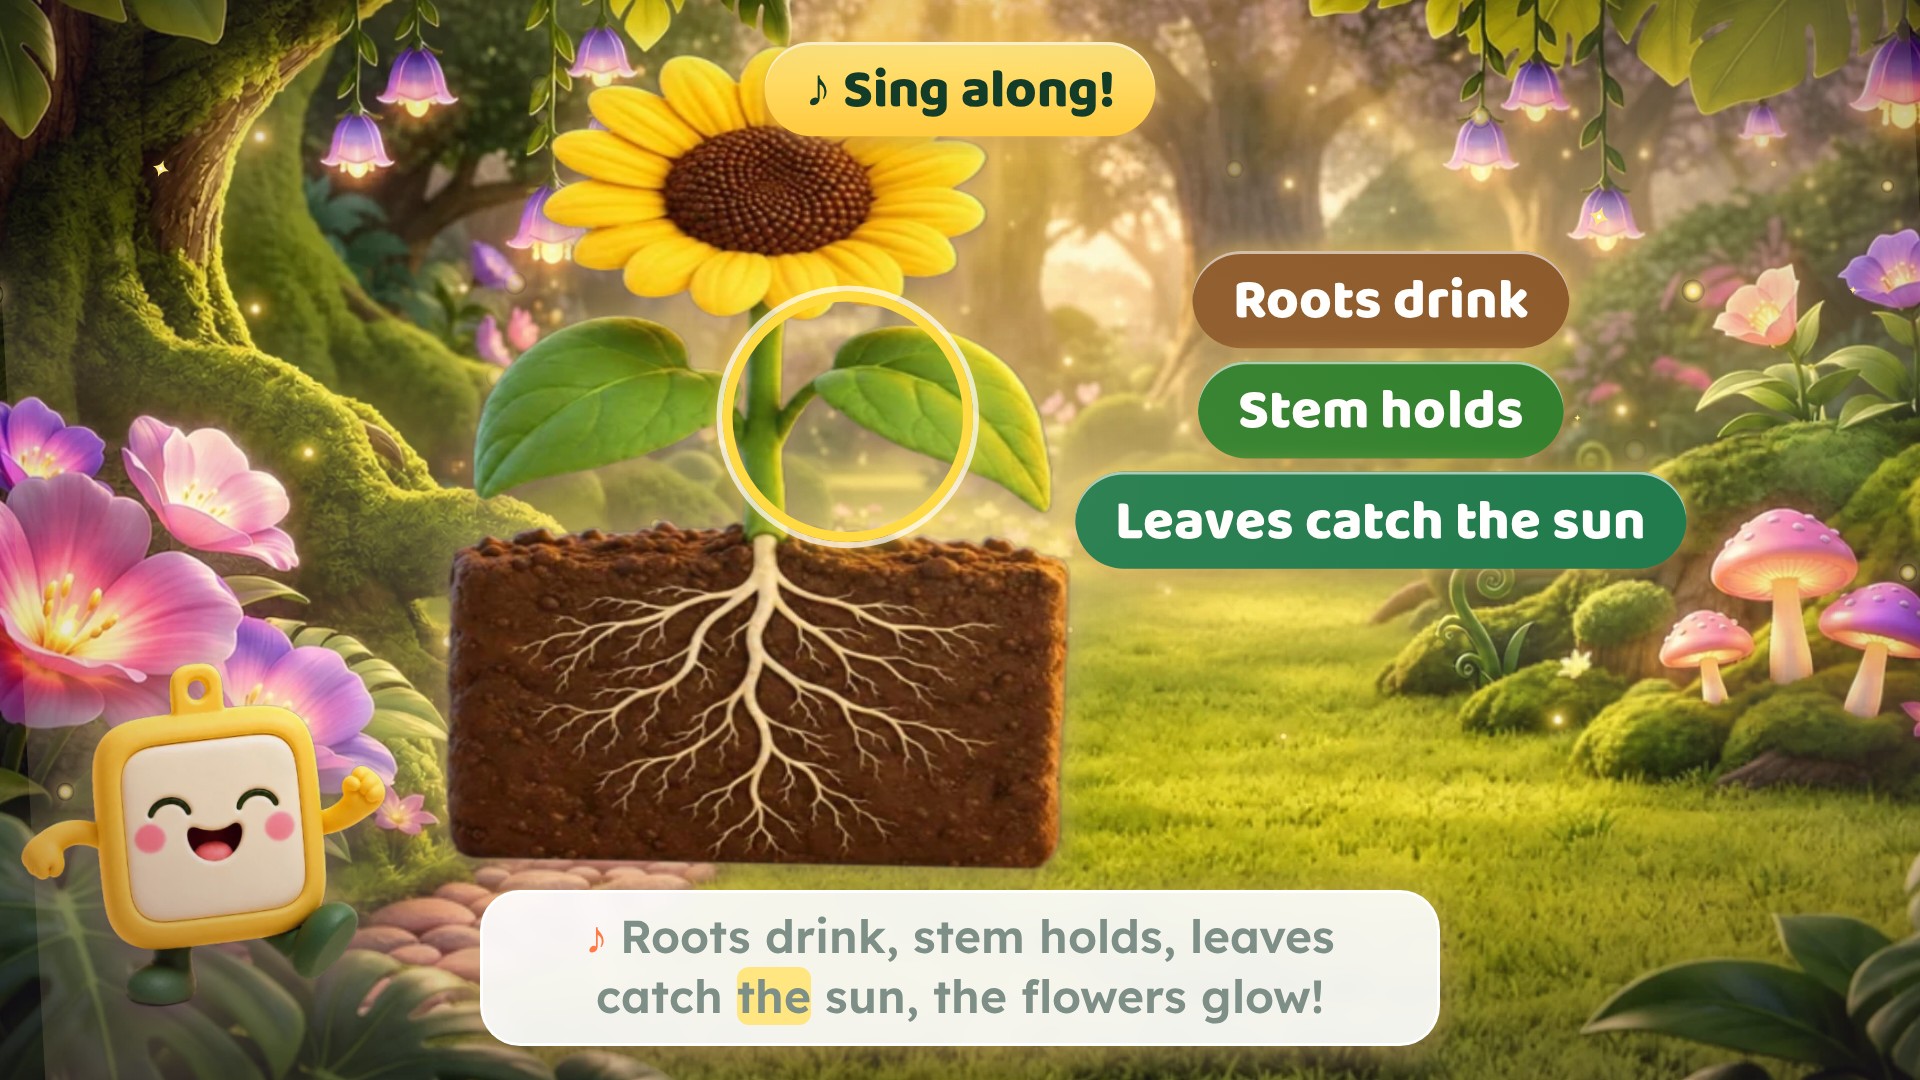 ♪ Sing along!
Roots drink
Stem holds
Leaves catch the sun
♪ Roots drink, stem holds, leaves
catch the sun, the flowers glow!